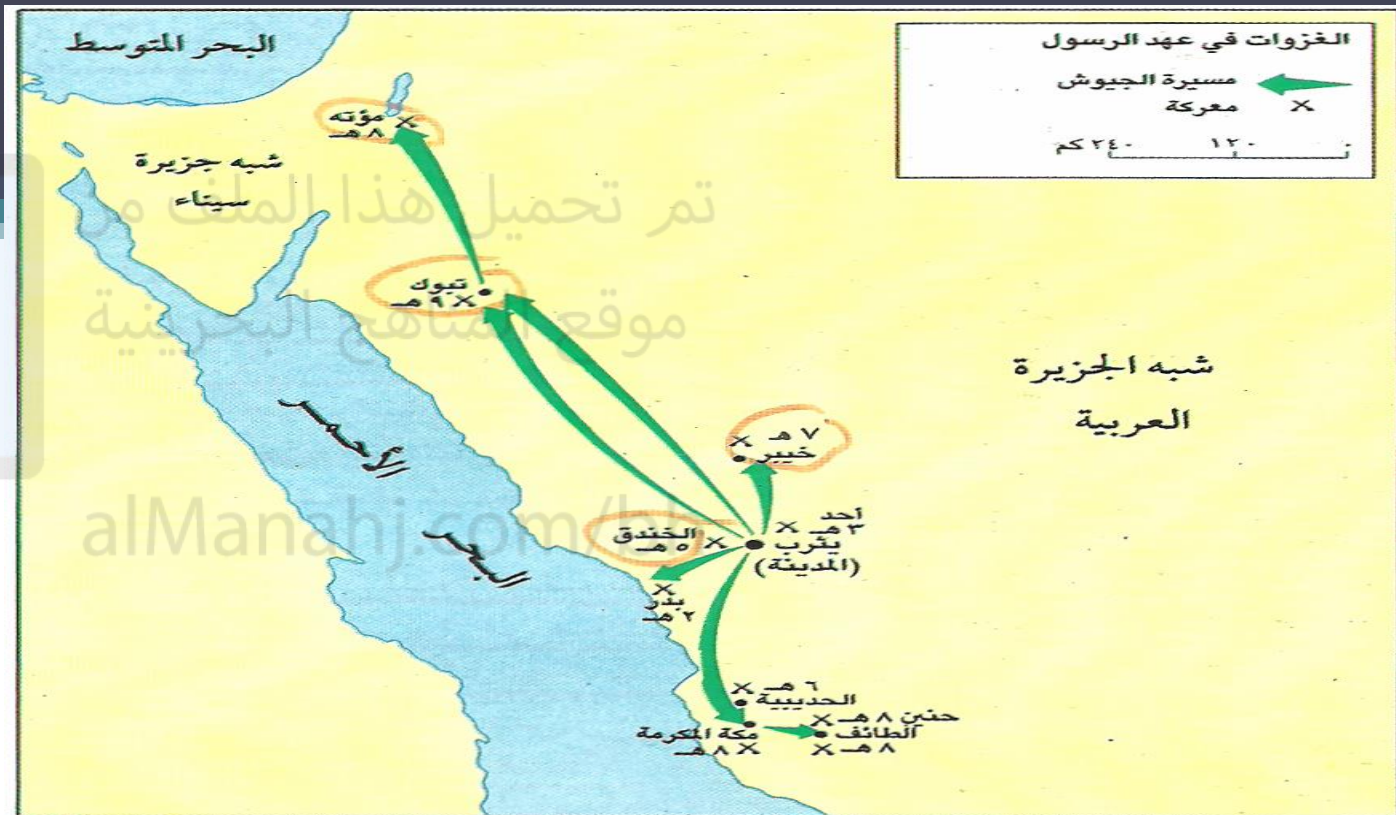 الغزوات في عهد الرسول
مسيرة الجيوش
معركة
٠ ١٢٠ ٢٤٠ كم
البحر المتوسط
مؤته
٨ هـ
شبه جزيرة
سيناء
تم تحميل هذا الملف من
تبوك
٩ هـ
موقع المناهج البحرينية
شبه الجزيرة
العربية
٧ هـ
خيبر
البحر الأحمر
alManahj.com/bh
أحد
٣ هـ
يثرب
(المدينة)
الخندق
٥ هـ
بدر
٢ هـ
٦ هـ
الحديبية
حنين ٨ هـ
الطائف
٨ هـ
مكة المكرمة
٨ هـ